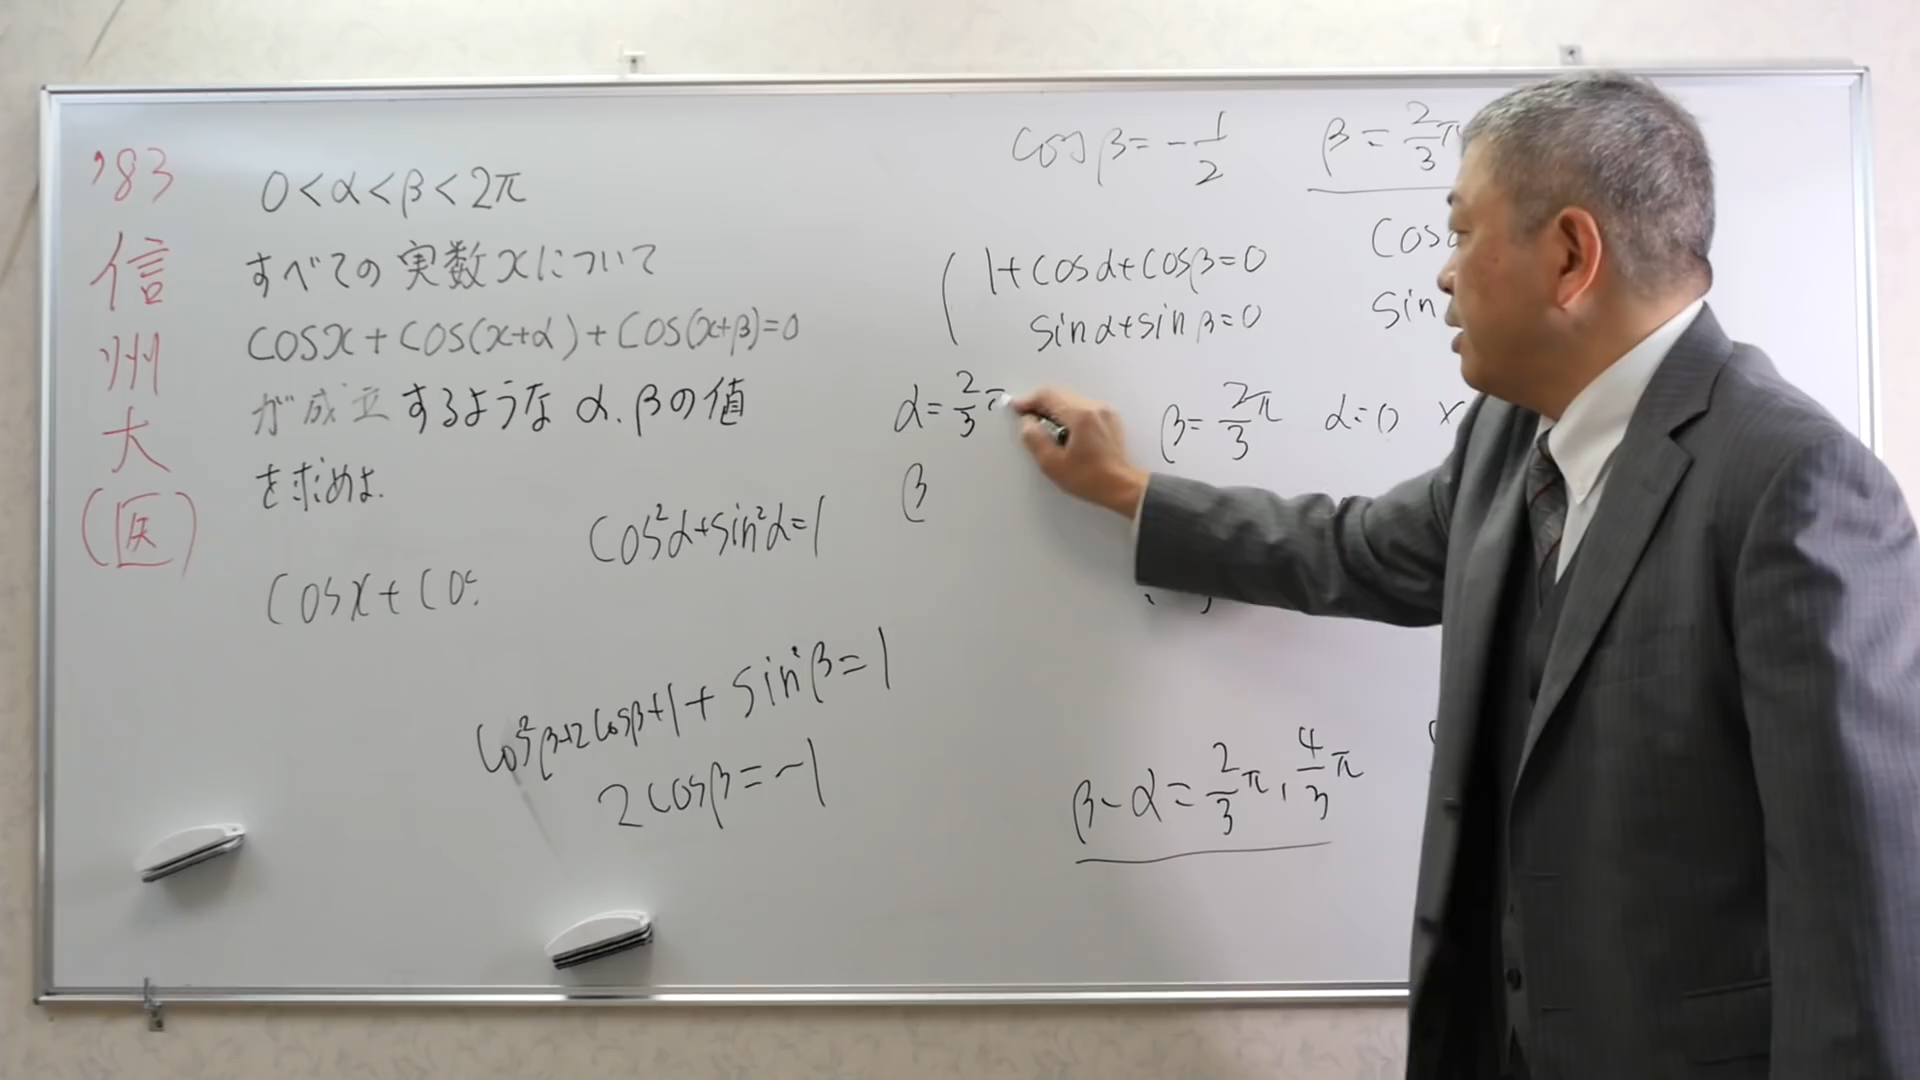 '83
信
州
大
(医)
0<α<β<2π
すべての実数xについて
cosx+cos(x+α)+cos(x+β)=0
が成立するようなα.βの値
を求めよ.
cosx+cos
cos²α+sin²α=1
cos²β+2cosβ+1+sin²β=1
2cosβ=-1
cosβ=-1/2 β=2/3π
1+cosα+cosβ=0
sinα+sinβ=0
cosα
sin
α=2/3π
β
β=2π/3 α=0 ×
β-α=2/3π,4/3π